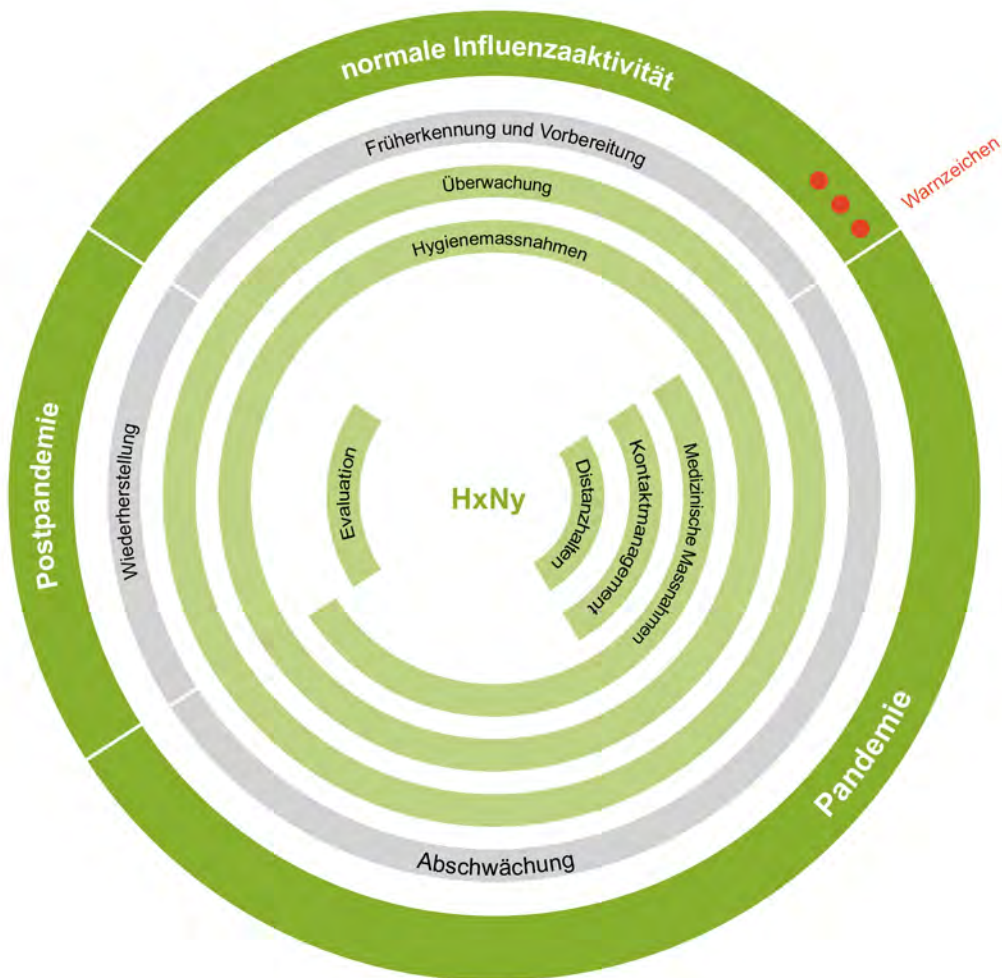 normale Influenzaaktivität
Warnzeichen
Früherkennung und Vorbereitung
Überwachung
Hygienemassnahmen
Postpandemie
Wiederherstellung
Evaluation
HxNy
Distanzhalten
Kontaktmanagement
Medizinische Massnahmen
Pandemie
Abschwächung